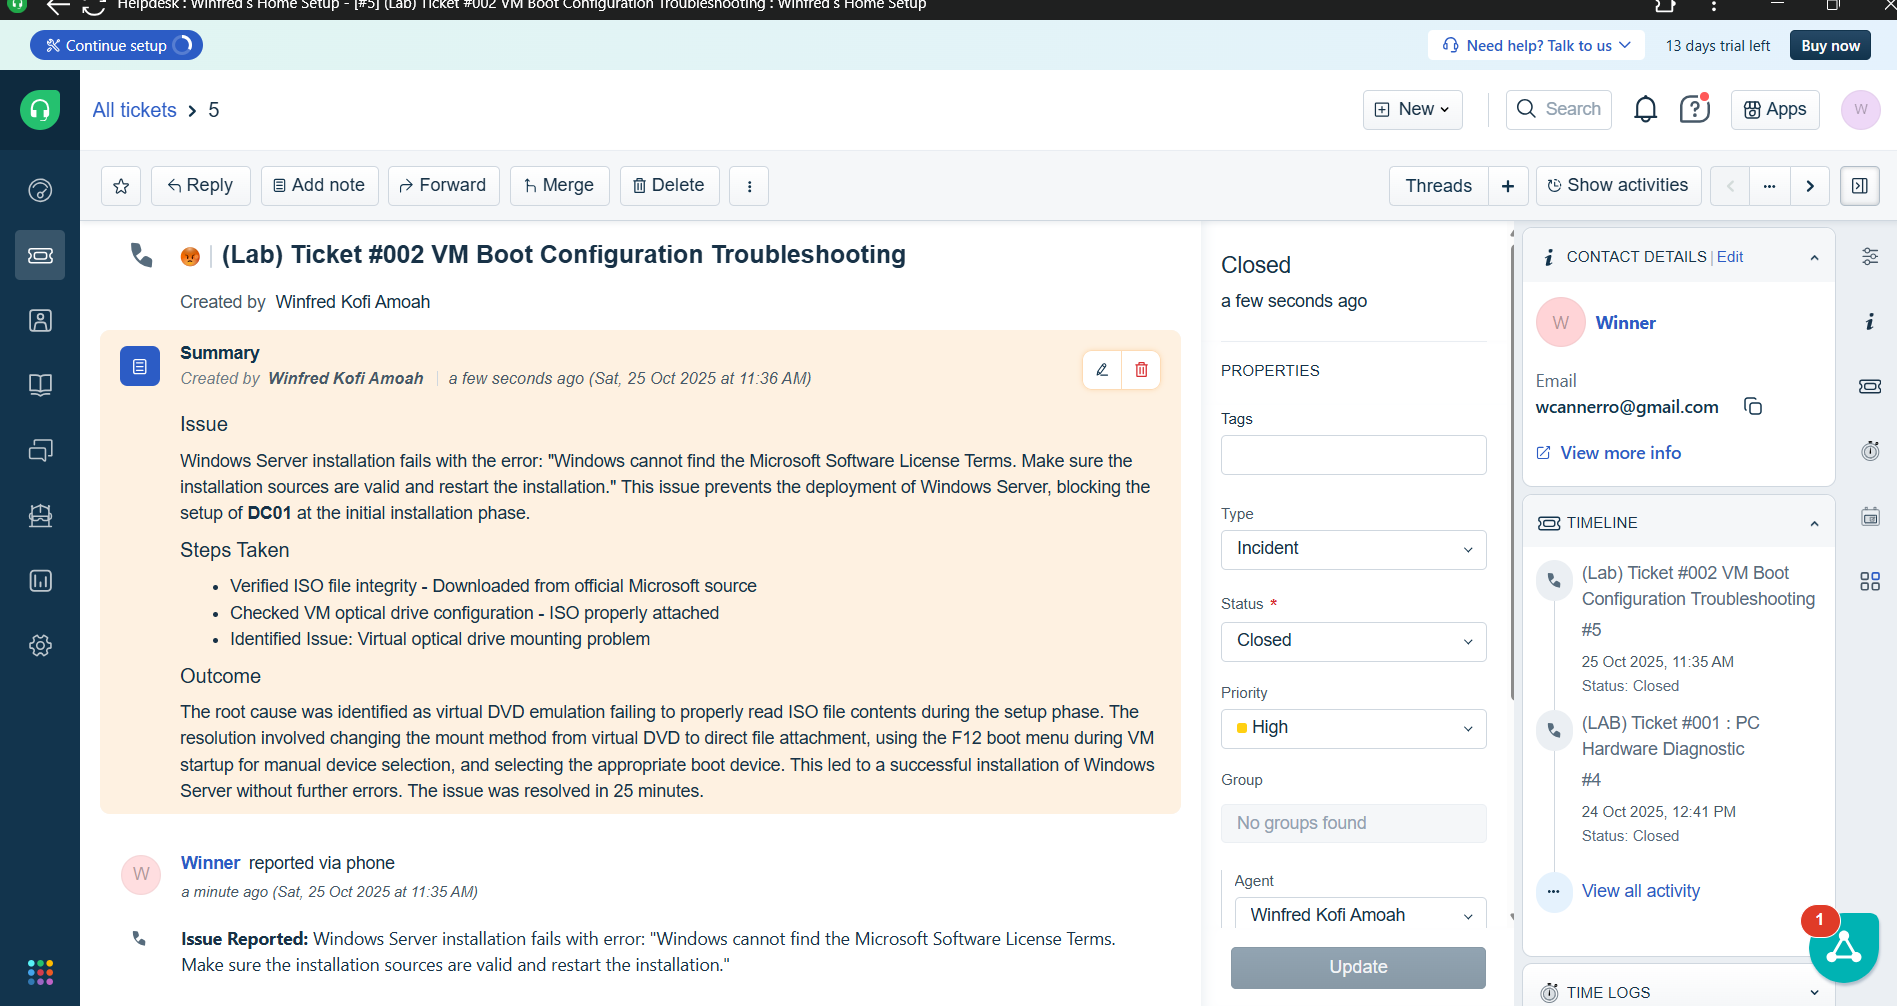 Helpdesk : Winfred's Home Setup - [#5] (Lab) Ticket #002 VM Boot Configuration Troubleshooting : Winfred's Home Setup
Continue setup
Need help? Talk to us
13 days trial left
Buy now
All tickets > 5
New
Search
Apps
W
Reply
Add note
Forward
Merge
Delete
Threads
+
Show activities
(Lab) Ticket #002 VM Boot Configuration Troubleshooting
Created by Winfred Kofi Amoah
Summary
Created by Winfred Kofi Amoah | a few seconds ago (Sat, 25 Oct 2025 at 11:36 AM)
Issue
Windows Server installation fails with the error: "Windows cannot find the Microsoft Software License Terms. Make sure the
installation sources are valid and restart the installation." This issue prevents the deployment of Windows Server, blocking the
setup of DC01 at the initial installation phase.
Steps Taken
• Verified ISO file integrity - Downloaded from official Microsoft source
• Checked VM optical drive configuration - ISO properly attached
• Identified Issue: Virtual optical drive mounting problem
Outcome
The root cause was identified as virtual DVD emulation failing to properly read ISO file contents during the setup phase. The
resolution involved changing the mount method from virtual DVD to direct file attachment, using the F12 boot menu during VM
startup for manual device selection, and selecting the appropriate boot device. This led to a successful installation of Windows
Server without further errors. The issue was resolved in 25 minutes.
W
Winner reported via phone
a minute ago (Sat, 25 Oct 2025 at 11:35 AM)
Issue Reported: Windows Server installation fails with error: "Windows cannot find the Microsoft Software License Terms.
Make sure the installation sources are valid and restart the installation."
Closed
a few seconds ago
PROPERTIES
Tags
Type
Incident
Status *
Closed
Priority
High
Group
No groups found
Agent
Winfred Kofi Amoah
Update
CONTACT DETAILS | Edit
W
Winner
Email
wcannerro@gmail.com
View more info
TIMELINE
(Lab) Ticket #002 VM Boot
Configuration Troubleshooting
#5
25 Oct 2025, 11:35 AM
Status: Closed
(LAB) Ticket #001 : PC
Hardware Diagnostic
#4
24 Oct 2025, 12:41 PM
Status: Closed
View all activity
1
TIME LOGS